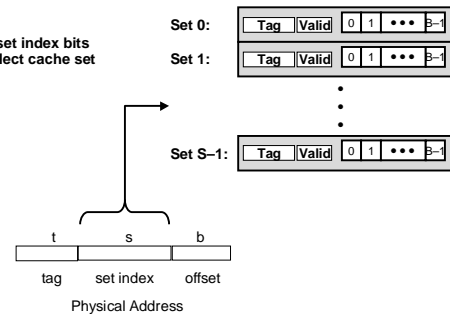 set index bits
lect cache set
Set 0: Tag Valid 0 1 ••• B–1
Set 1: Tag Valid 0 1 ••• B–1
•
•
•
Set S–1: Tag Valid 0 1 ••• B–1
t s b
tag set index offset
Physical Address